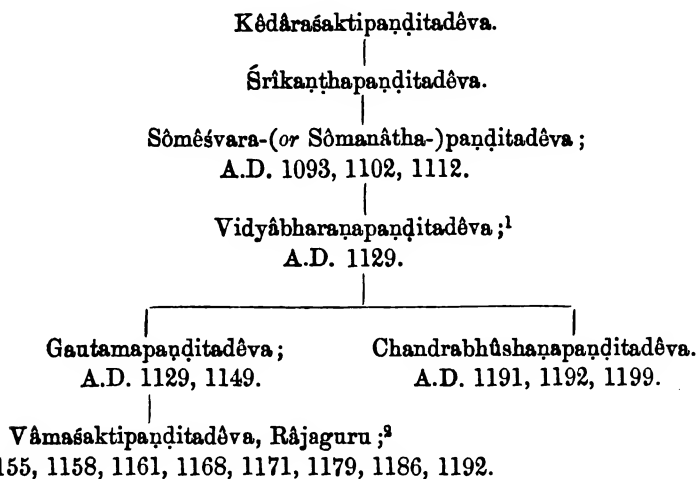 Kêdâraśaktipaṇḍitadêva.
Śrîkaṇṭhapaṇḍitadêva.
Sômêśvara-(or Sômanâtha-)paṇḍitadêva;
A.D. 1093, 1102, 1112.
Vidyâbharaṇapaṇḍitadêva;¹
A.D. 1129.
Gautamapaṇḍitadêva; Chandrabhûshaṇapaṇḍitadêva.
A.D. 1129, 1149. A.D. 1191, 1192, 1199.
Vâmaśaktipaṇḍitadêva, Râjaguru;²
1158, 1161, 1168, 1171, 1179, 1186, 1192.